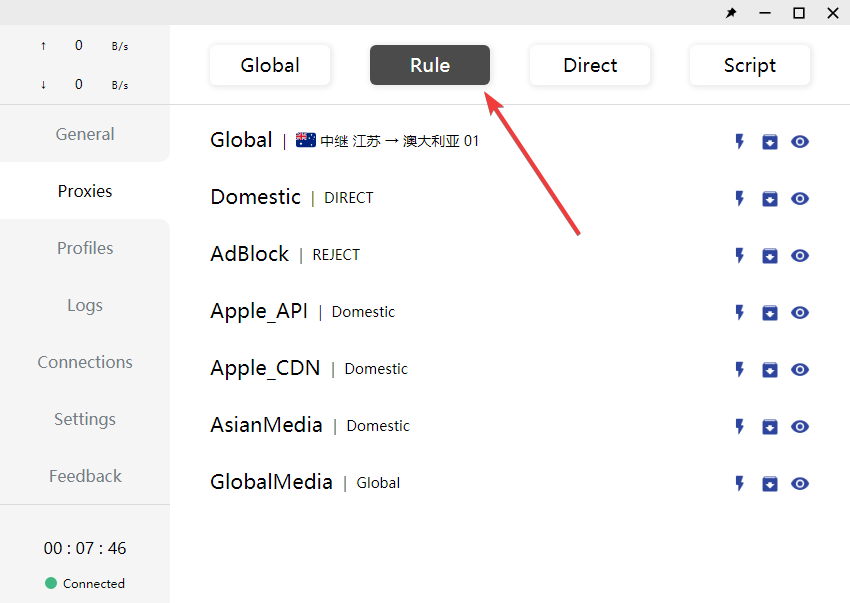 ↑ 0 B/s
↓ 0 B/s
General
Proxies
Profiles
Logs
Connections
Settings
Feedback
00 : 07 : 46
Connected
Global Rule Direct Script
Global | 中继 江苏 → 澳大利亚 01
Domestic | DIRECT
AdBlock | REJECT
Apple_API | Domestic
Apple_CDN | Domestic
AsianMedia | Domestic
GlobalMedia | Global